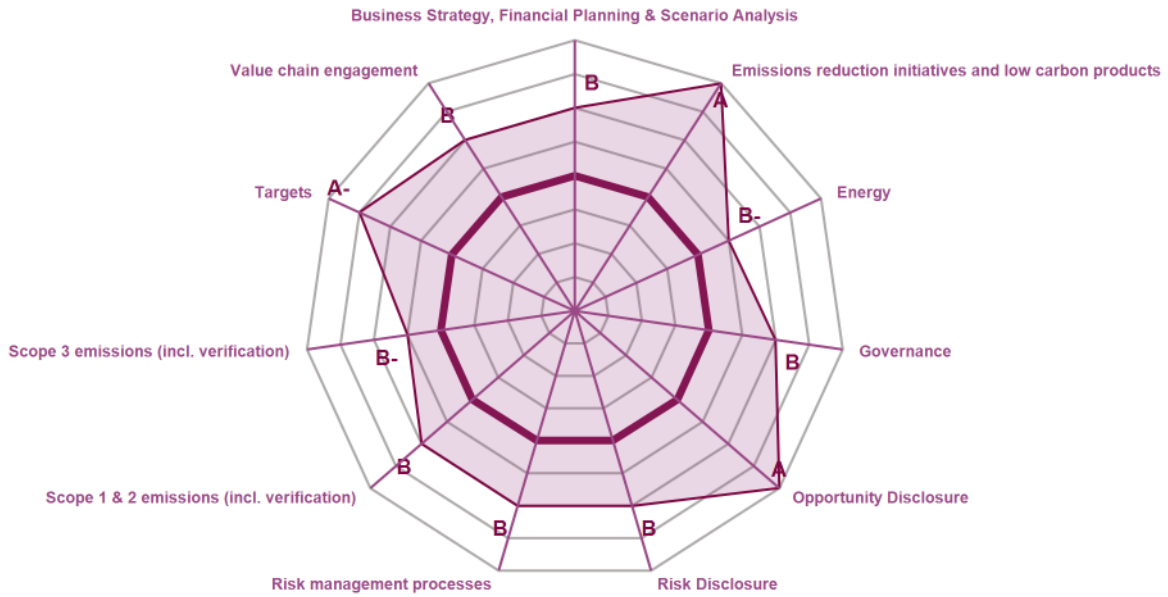 Business Strategy, Financial Planning & Scenario Analysis
Value chain engagement
Emissions reduction initiatives and low carbon products
B
A
B
Targets
A-
Energy
B-
Scope 3 emissions (incl. verification)
B-
Governance
B
Scope 1 & 2 emissions (incl. verification)
B
A
Opportunity Disclosure
B
B
Risk management processes
Risk Disclosure